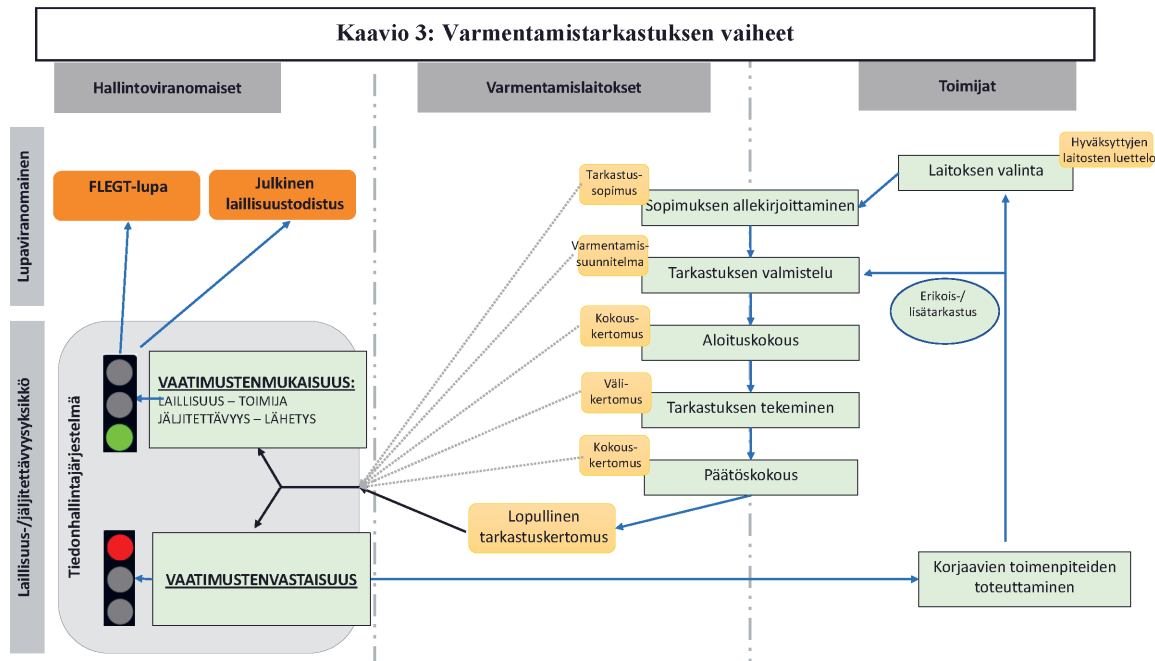 Kaavio 3: Varmentamistarkastuksen vaiheet
Hallintoviranomaiset
Varmentamislaitokset
Toimijat
Lupaviranomainen
FLEGT-lupa
Julkinen
laillisuustodistus
Tarkastus-
sopimus
Sopimuksen allekirjoittaminen
Laitoksen valinta
Hyväksyttyjen
laitosten luettelo
Varmentamis-
suunnitelma
Tarkastuksen valmistelu
Erikois-/
lisätarkastus
Kokous-
kertomus
Aloituskokous
Väli-
kertomus
Tarkastuksen tekeminen
Kokous-
kertomus
Päätöskokous
Lopullinen
tarkastuskertomus
Laillisuus-/jäljitettävyysyksikkö
Tiedonhallintajärjestelmä
VAATIMUSTENMUKAISUUS:
LAILLISUUS – TOIMIJA
JÄLJITETTÄVYYS – LÄHETYS
VAATIMUSTENVASTAISUUS
Korjaavien toimenpiteiden
toteuttaminen